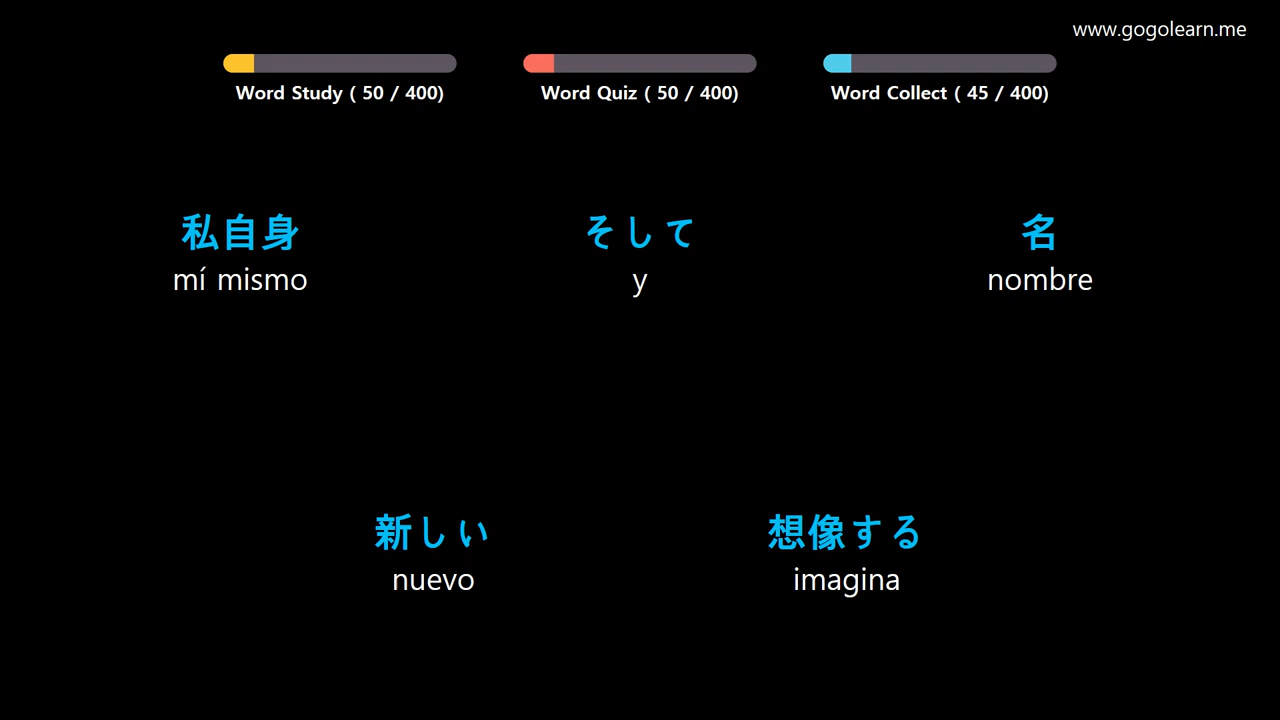 www.gogolearn.me
Word Study ( 50 / 400)
Word Quiz ( 50 / 400)
Word Collect ( 45 / 400)
私自身
mí mismo
そして
y
名
nombre
新しい
nuevo
想像する
imagina